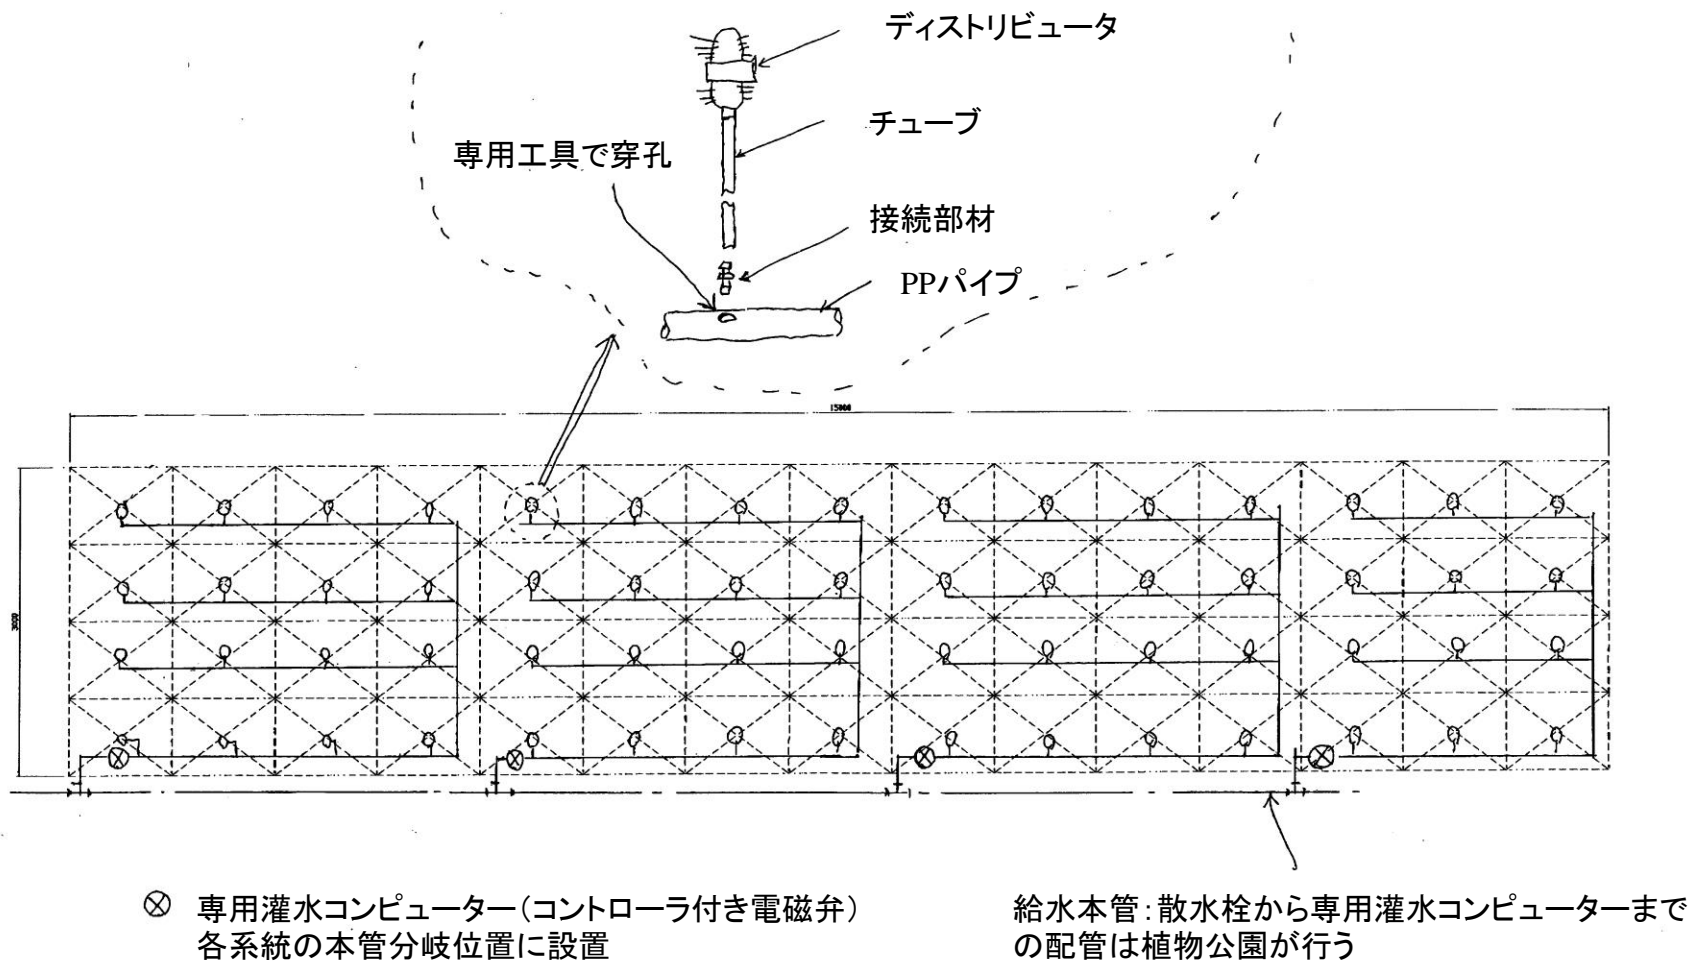 ディストリビュータ
チューブ
専用工具で穿孔
接続部材
PPパイプ
15000
3000
専用灌水コンピューター(コントローラ付き電磁弁)
各系統の本管分岐位置に設置
給水本管:散水栓から専用灌水コンピューターまで
の配管は植物公園が行う